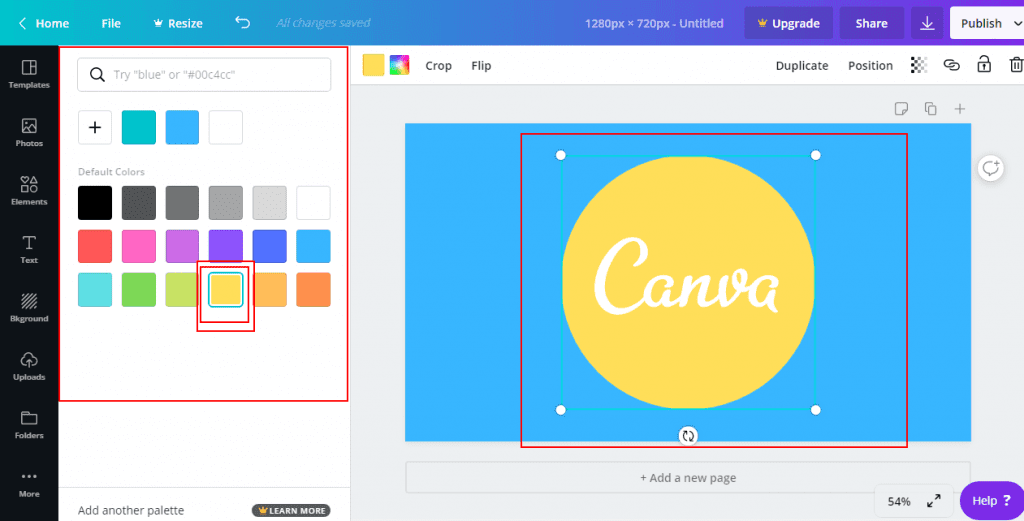 Home File Resize All changes saved 1280px × 720px - Untitled Upgrade Share Publish
Templates
Photos
Elements
Text
Bkground
Uploads
Folders
More
Try "blue" or "#00c4cc"
Default Colors
Add another palette LEARN MORE
Crop Flip Duplicate Position
Canva
+ Add a new page
54% Help ?